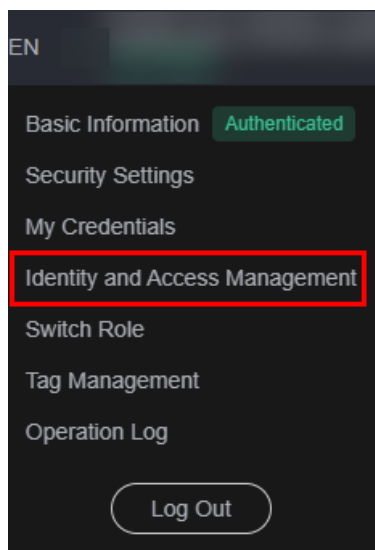 EN
Basic Information Authenticated
Security Settings
My Credentials
Identity and Access Management
Switch Role
Tag Management
Operation Log
Log Out